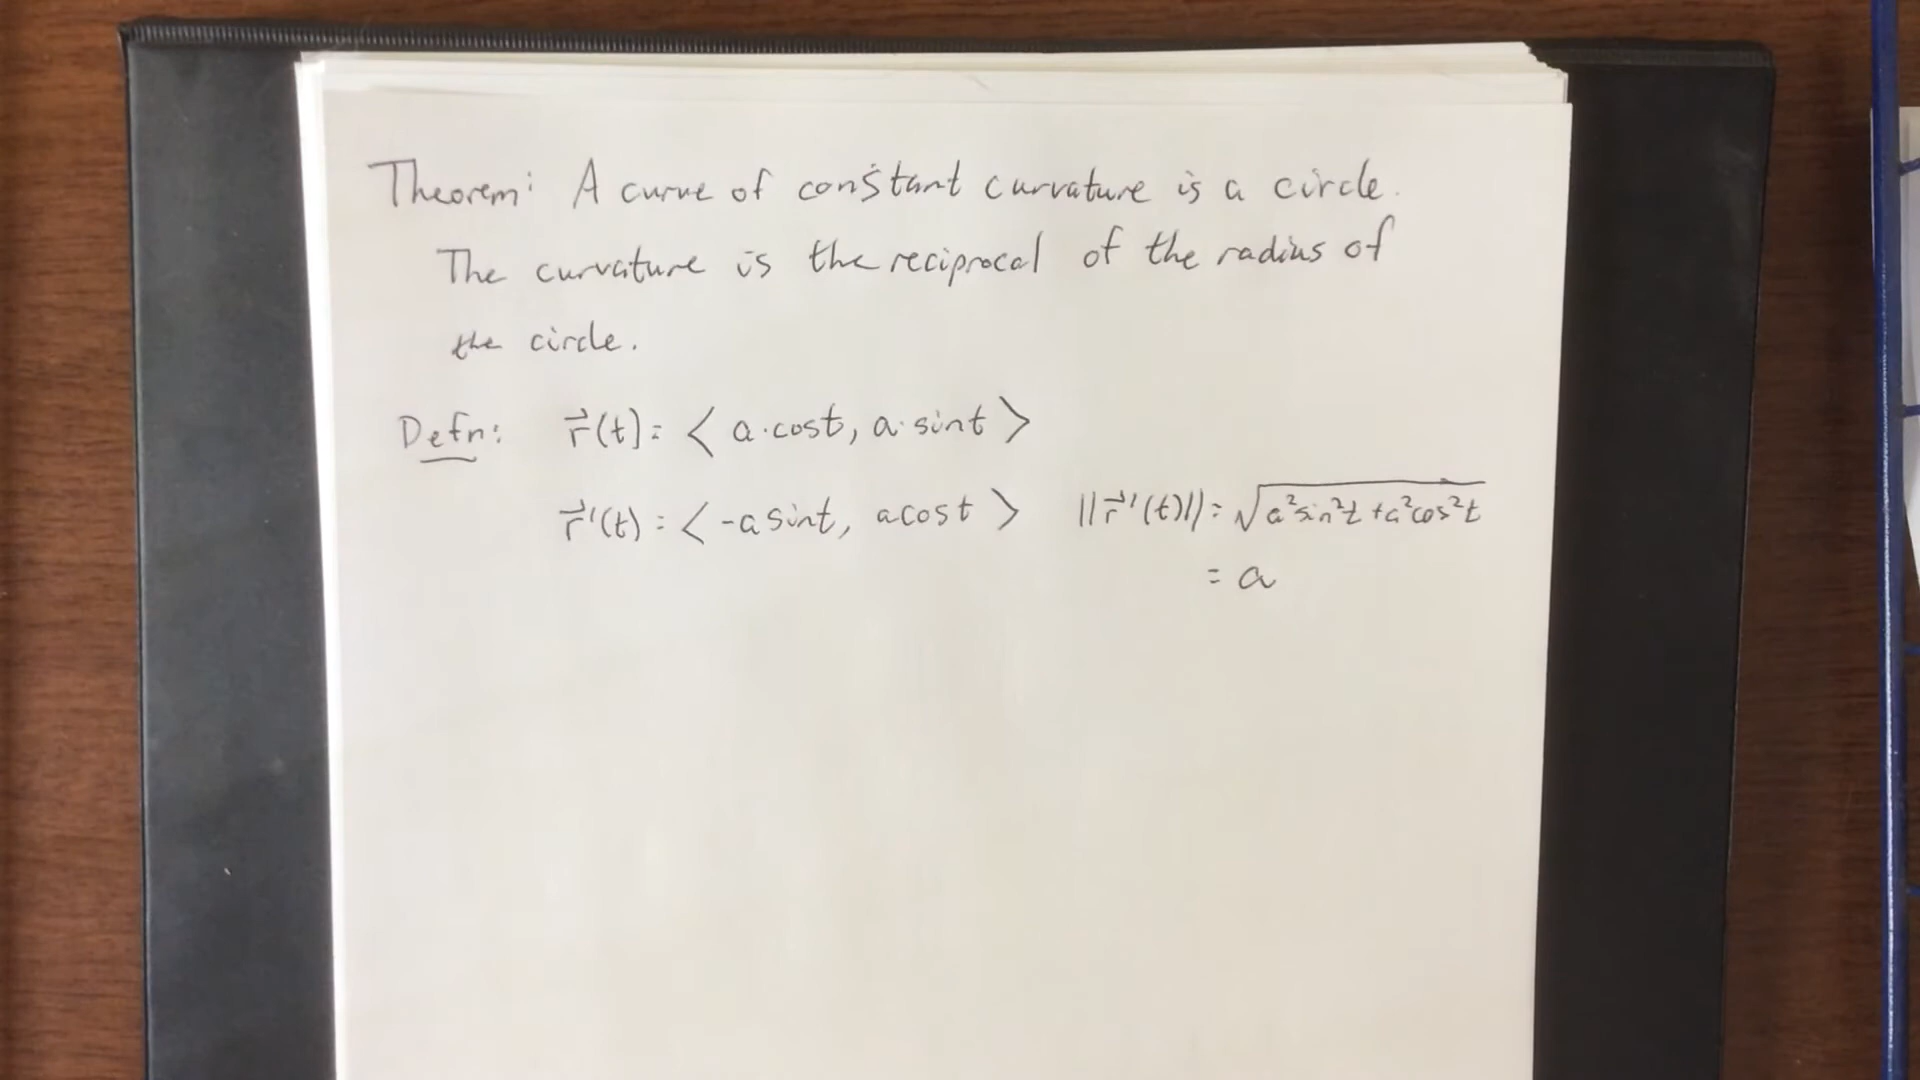 Theorem: A curve of constant curvature is a circle.
The curvature is the reciprocal of the radius of
the circle.
Defn: r⃗(t) = ⟨ a·cost, a·sint ⟩
r⃗'(t) = ⟨ -a sint, a cost ⟩ ||r⃗'(t)|| = √(a²sin²t + a²cos²t)
= a